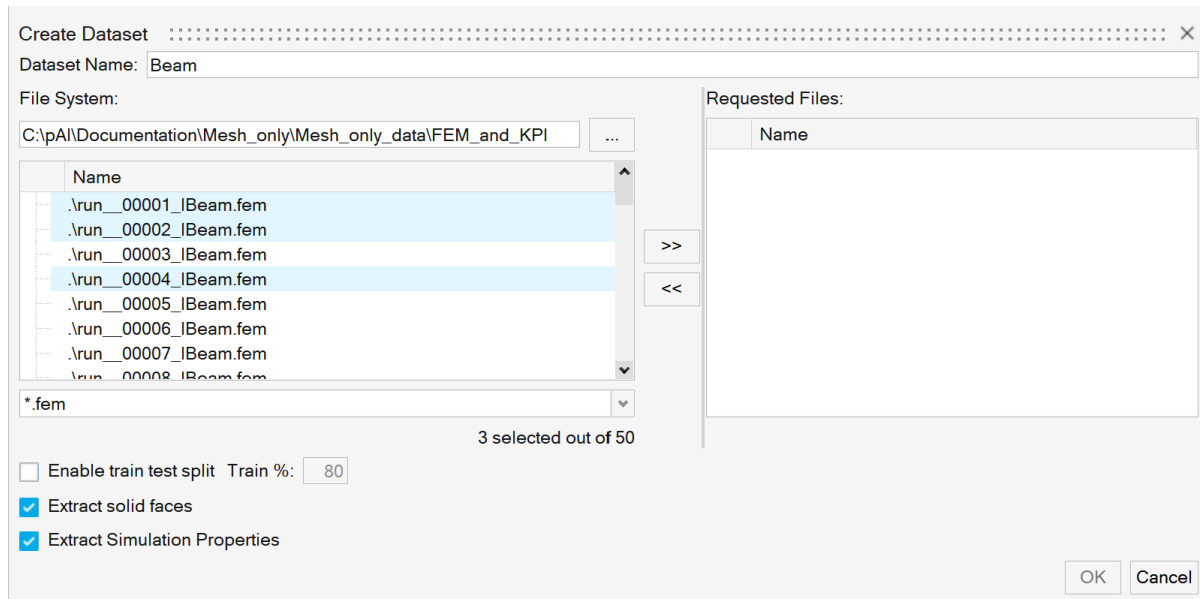 Create Dataset
Dataset Name: Beam
File System:
C:\pAI\Documentation\Mesh_only\Mesh_only_data\FEM_and_KPI ...
Name
.\run__00001_IBeam.fem
.\run__00002_IBeam.fem
.\run__00003_IBeam.fem
.\run__00004_IBeam.fem
.\run__00005_IBeam.fem
.\run__00006_IBeam.fem
.\run__00007_IBeam.fem
.\run__00008_IBeam.fem
*.fem
3 selected out of 50
>>
<<
Requested Files:
Name
Enable train test split Train %: 80
Extract solid faces
Extract Simulation Properties
OK Cancel